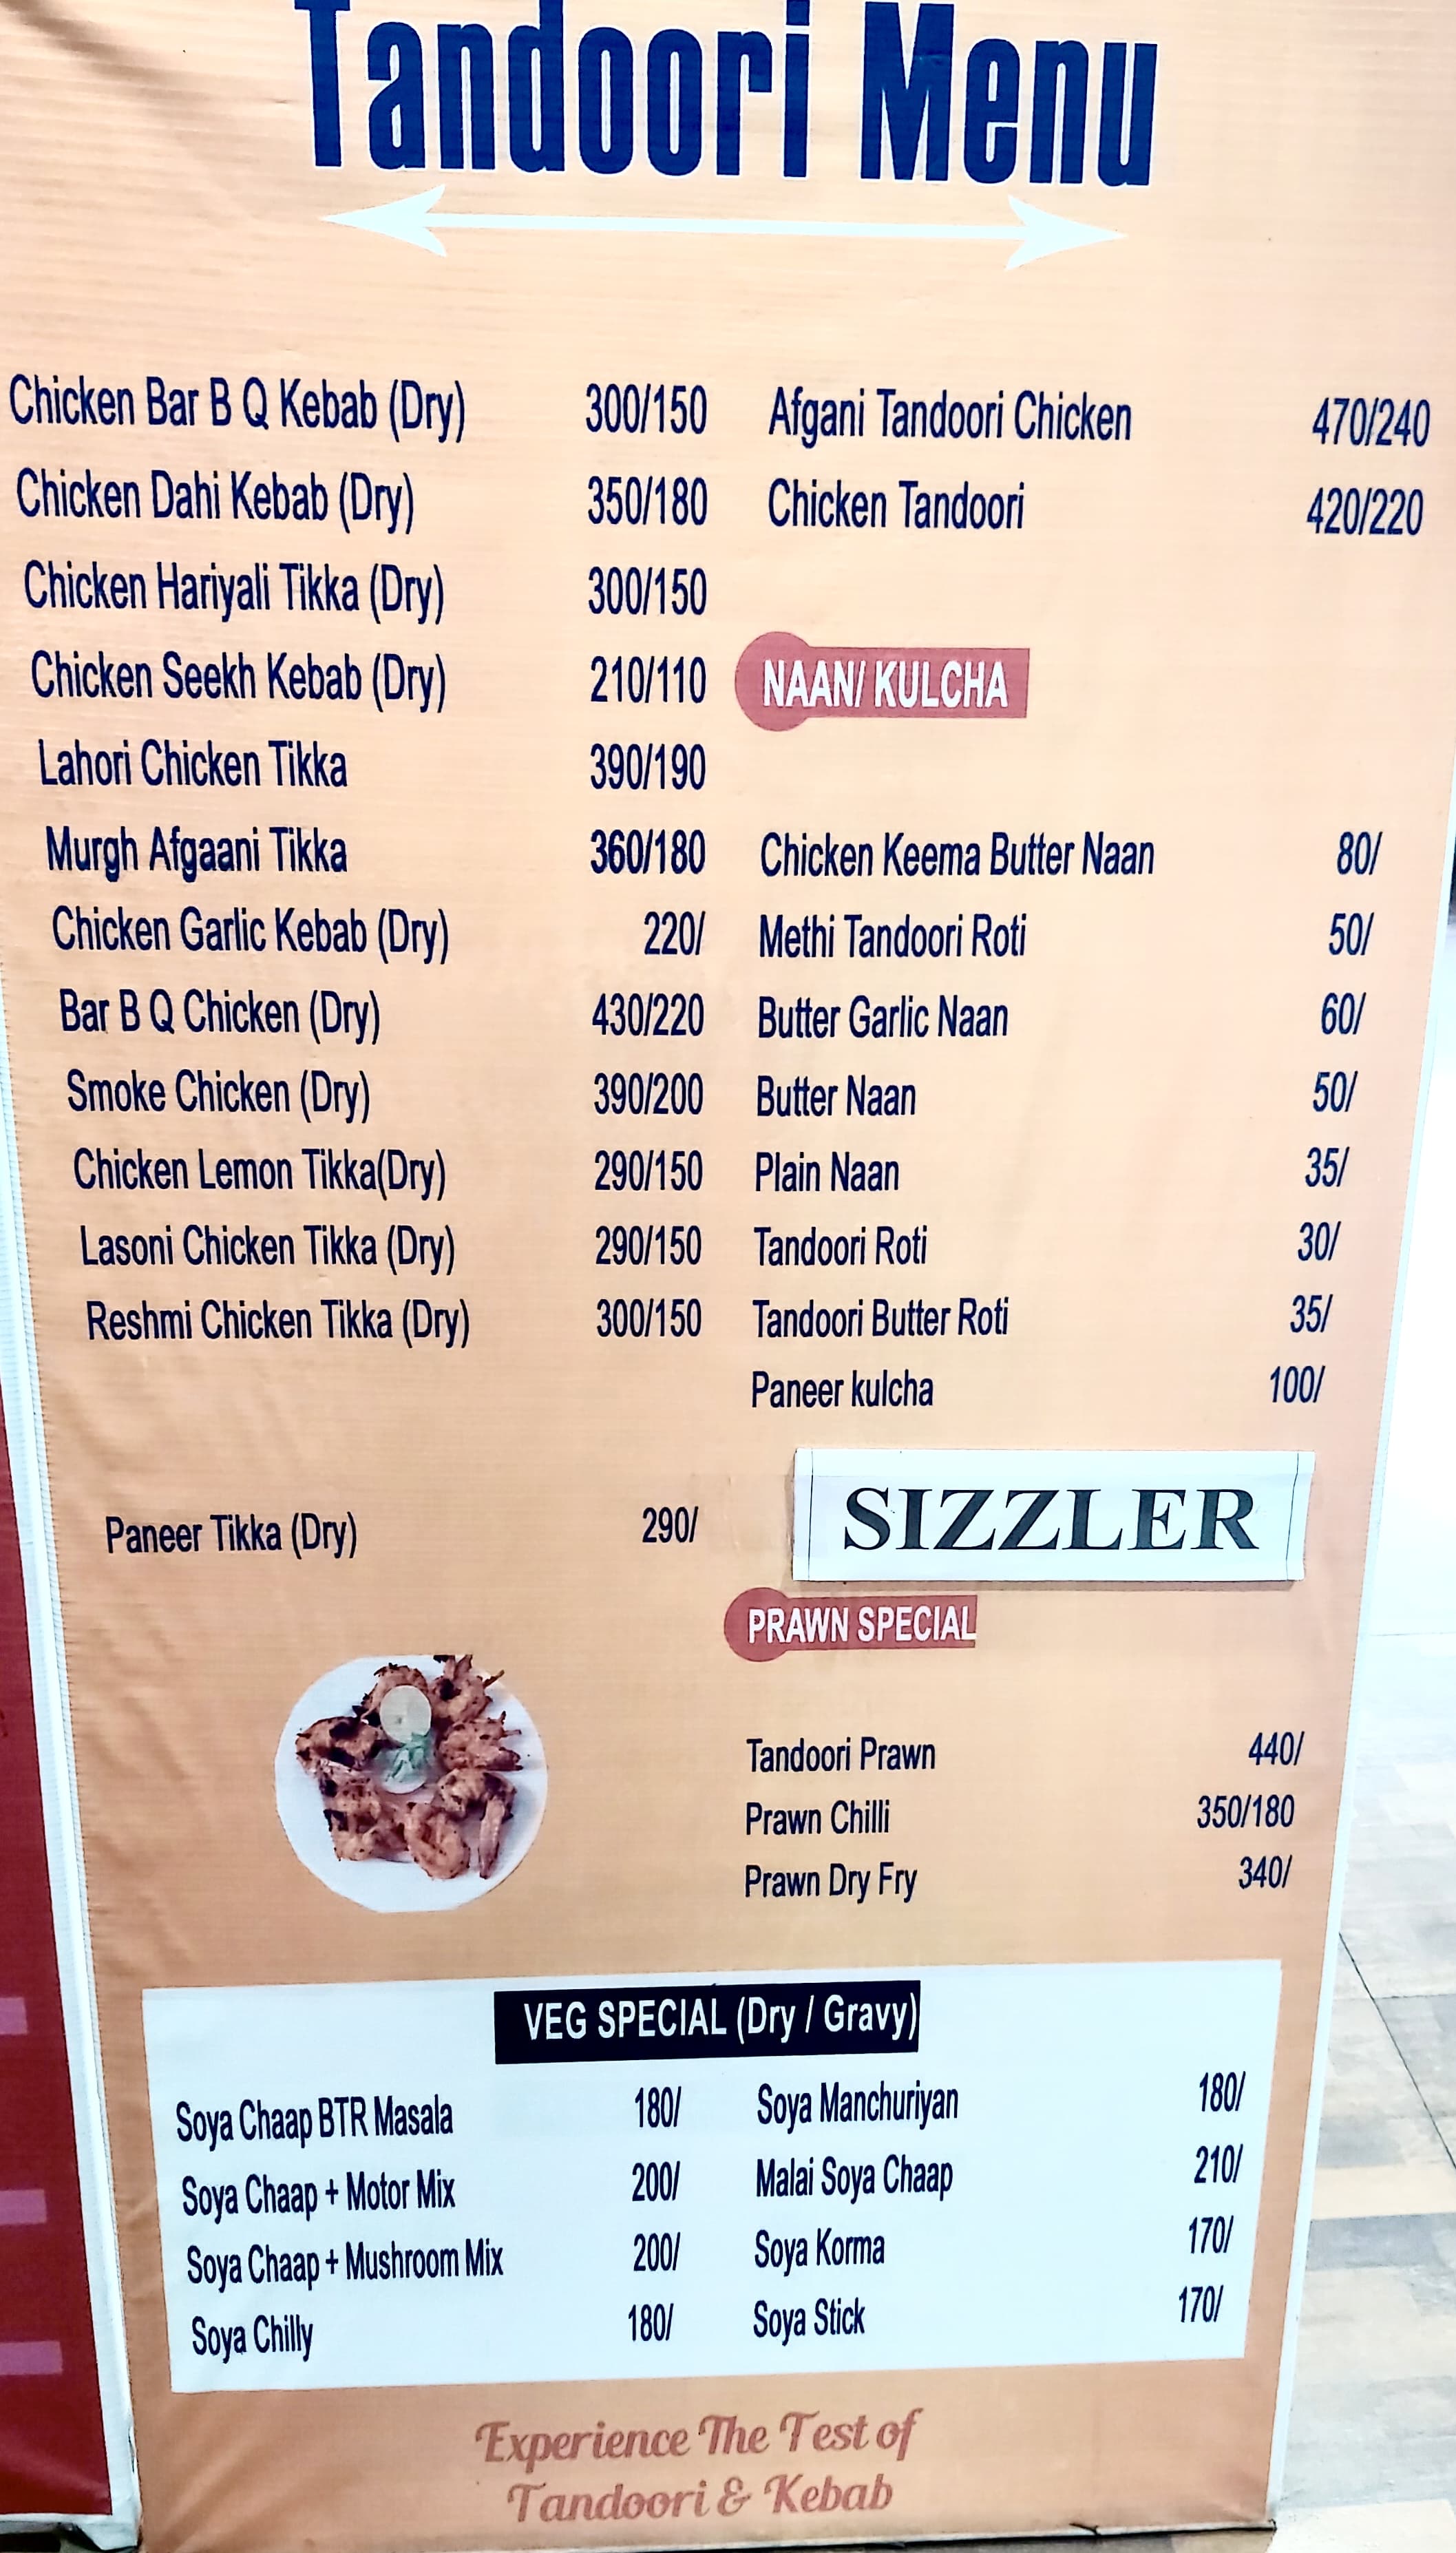 Tandoori Menu
Chicken Bar B Q Kebab (Dry) 300/150
Chicken Dahi Kebab (Dry) 350/180
Chicken Hariyali Tikka (Dry) 300/150
Chicken Seekh Kebab (Dry) 210/110
Lahori Chicken Tikka 390/190
Murgh Afgaani Tikka 360/180
Chicken Garlic Kebab (Dry) 220/
Bar B Q Chicken (Dry) 430/220
Smoke Chicken (Dry) 390/200
Chicken Lemon Tikka(Dry) 290/150
Lasoni Chicken Tikka (Dry) 290/150
Reshmi Chicken Tikka (Dry) 300/150
Paneer Tikka (Dry) 290/
Afgani Tandoori Chicken 470/240
Chicken Tandoori 420/220
NAAN/ KULCHA
Chicken Keema Butter Naan 80/
Methi Tandoori Roti 50/
Butter Garlic Naan 60/
Butter Naan 50/
Plain Naan 35/
Tandoori Roti 30/
Tandoori Butter Roti 35/
Paneer kulcha 100/
SIZZLER
PRAWN SPECIAL
Tandoori Prawn 440/
Prawn Chilli 350/180
Prawn Dry Fry 340/
VEG SPECIAL (Dry / Gravy)
Soya Chaap BTR Masala 180/
Soya Chaap + Motor Mix 200/
Soya Chaap + Mushroom Mix 200/
Soya Chilly 180/
Soya Manchuriyan 180/
Malai Soya Chaap 210/
Soya Korma 170/
Soya Stick 170/
Experience The Test of
Tandoori & Kebab